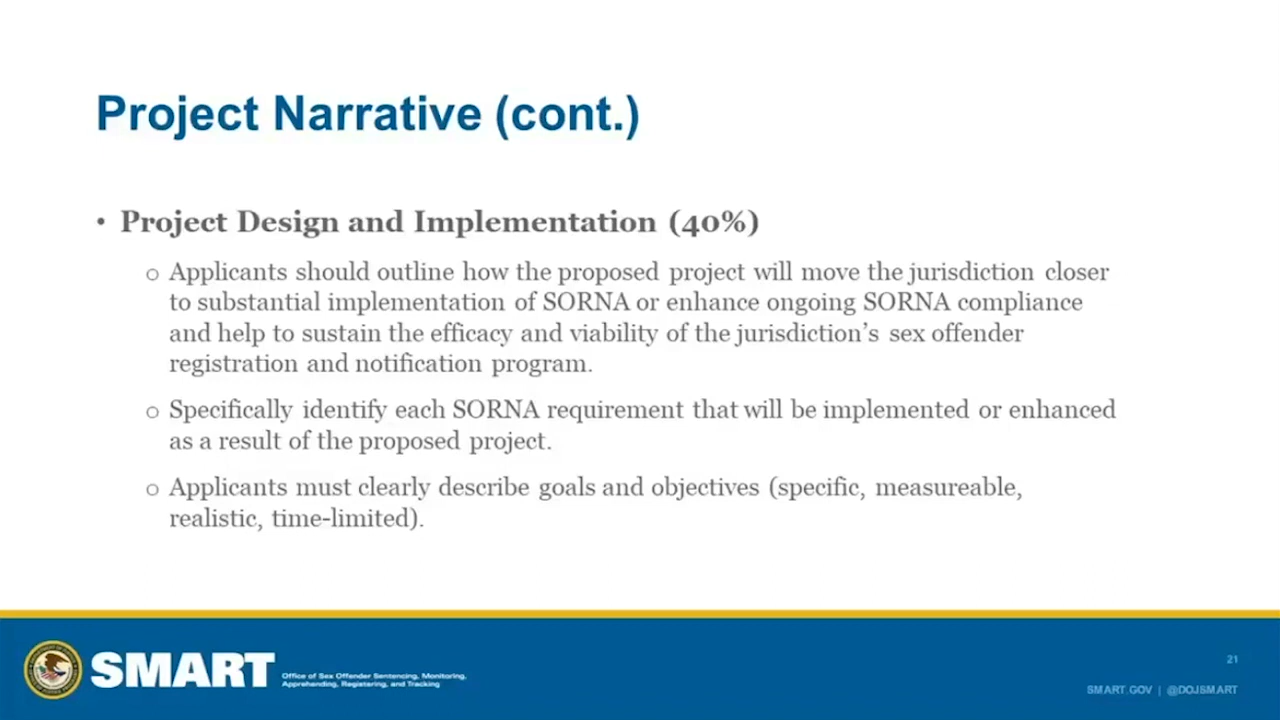 Project Narrative (cont.)
• Project Design and Implementation (40%)
o Applicants should outline how the proposed project will move the jurisdiction closer
to substantial implementation of SORNA or enhance ongoing SORNA compliance
and help to sustain the efficacy and viability of the jurisdiction's sex offender
registration and notification program.
o Specifically identify each SORNA requirement that will be implemented or enhanced
as a result of the proposed project.
o Applicants must clearly describe goals and objectives (specific, measureable,
realistic, time-limited).
SMART
Office of Sex Offender Sentencing, Monitoring,
Apprehending, Registering, and Tracking
21
SMART.GOV | @DOJSMART